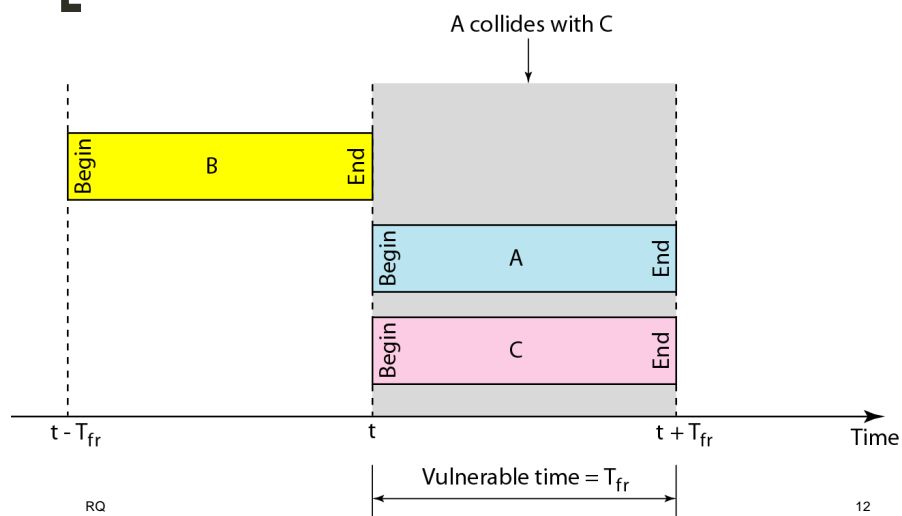 A collides with C
Begin
B
End
Begin
A
End
Begin
C
End
t - Tfr
t
t + Tfr
Time
Vulnerable time = Tfr
RQ
12